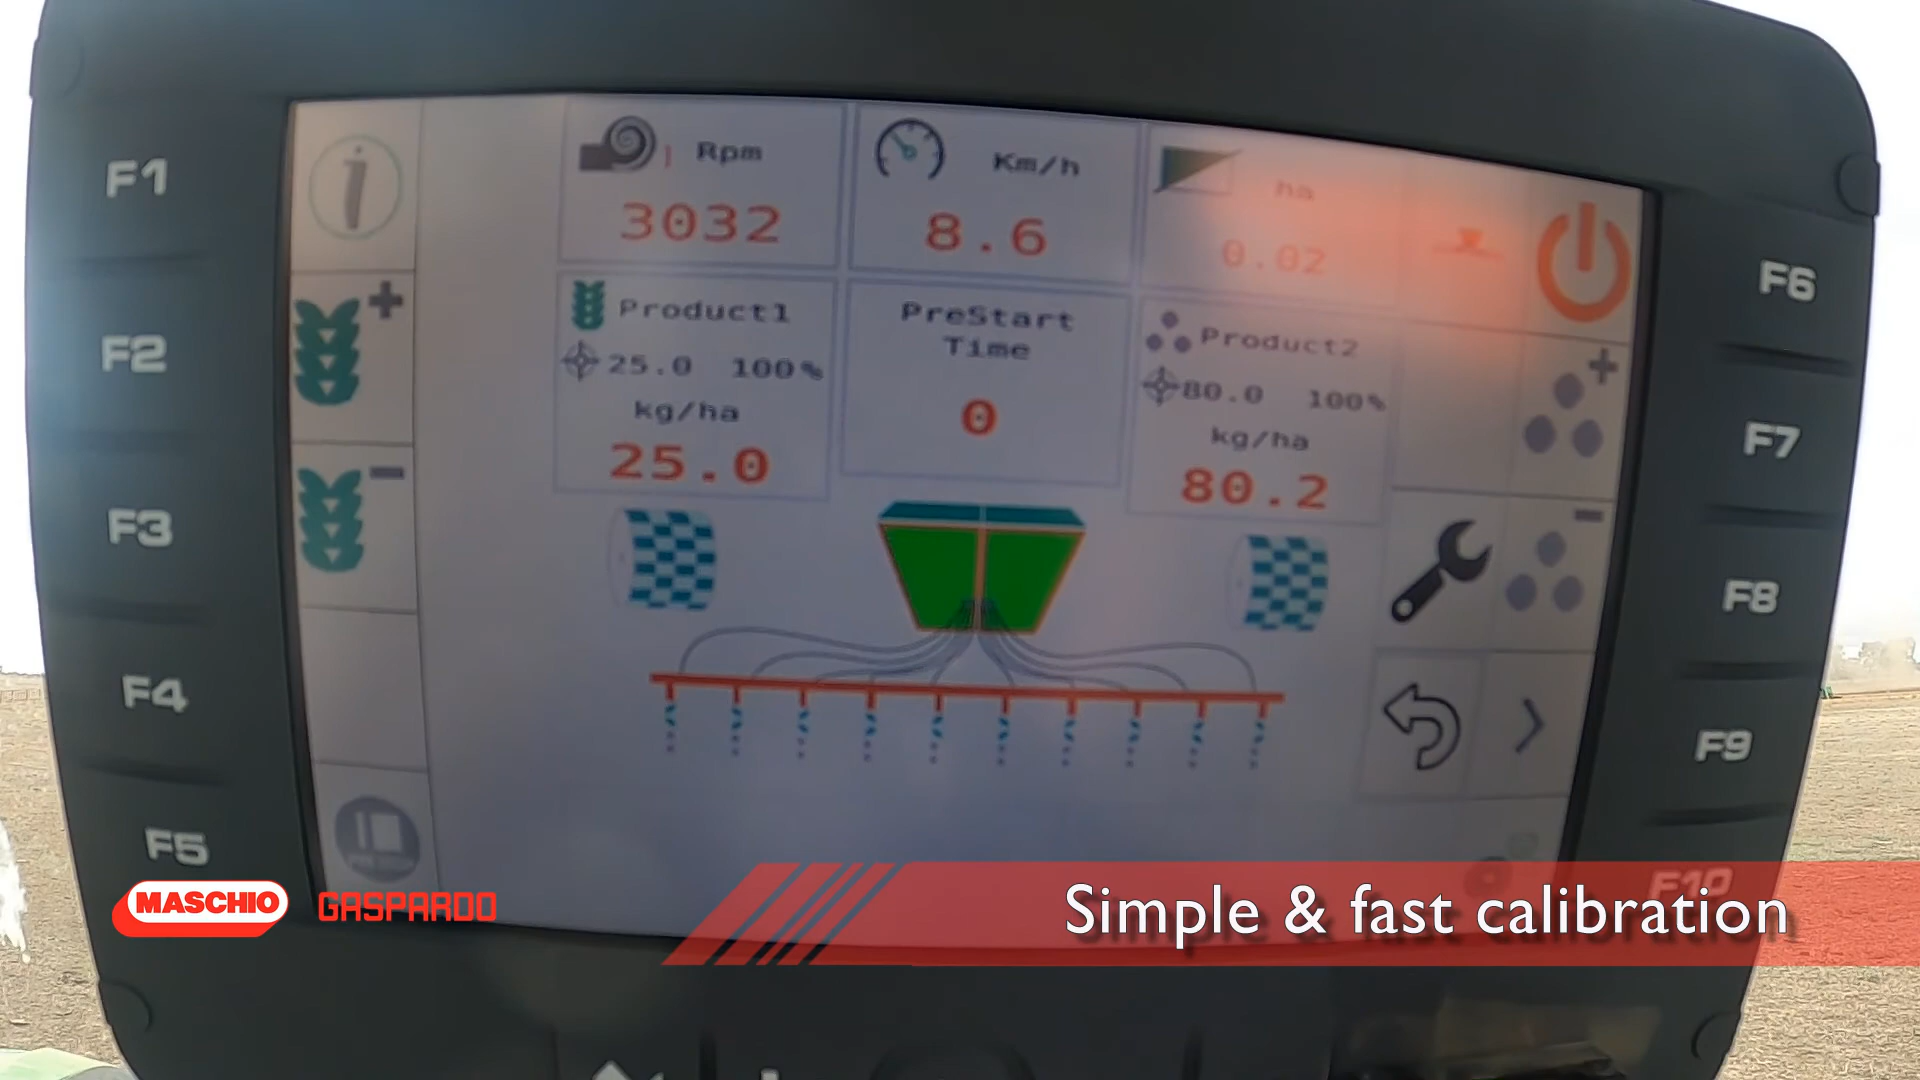 F1
F2
F3
F4
F5
F6
F7
F8
F9
F10
i
Rpm
3032
Km/h
8.6
ha
0.02
Product1
25.0 100%
kg/ha
25.0
PreStart
Time
0
Product2
80.0 100%
kg/ha
80.2
MASCHIO GASPARDO
Simple & fast calibration